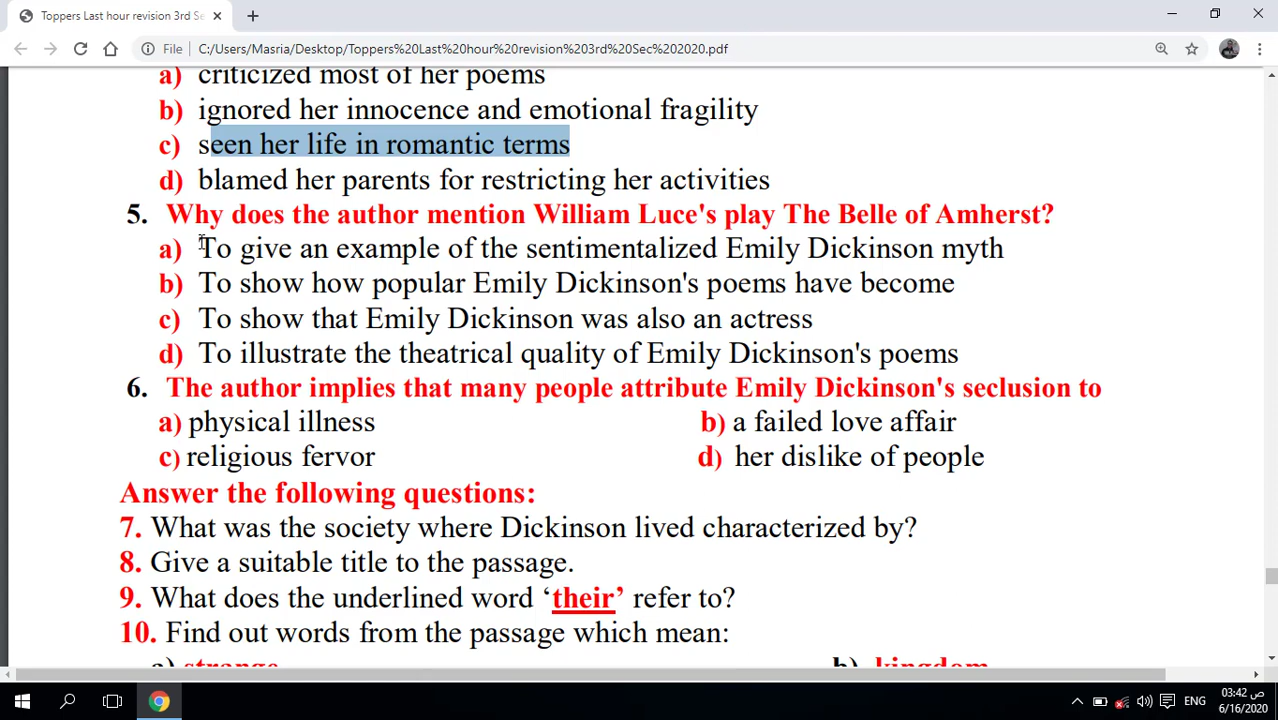 Toppers Last hour revision 3rd Se
File C:/Users/Masria/Desktop/Toppers%20Last%20hour%20revision%203rd%20Sec%202020.pdf
a) criticized most of her poems
b) ignored her innocence and emotional fragility
c) seen her life in romantic terms
d) blamed her parents for restricting her activities
5. Why does the author mention William Luce's play The Belle of Amherst?
a) To give an example of the sentimentalized Emily Dickinson myth
b) To show how popular Emily Dickinson's poems have become
c) To show that Emily Dickinson was also an actress
d) To illustrate the theatrical quality of Emily Dickinson's poems
6. The author implies that many people attribute Emily Dickinson's seclusion to
a) physical illness b) a failed love affair
c) religious fervor d) her dislike of people
Answer the following questions:
7. What was the society where Dickinson lived characterized by?
8. Give a suitable title to the passage.
9. What does the underlined word ‘their’ refer to?
10. Find out words from the passage which mean:
a) strange b) kingdom
ENG 03:42 ص
6/16/2020